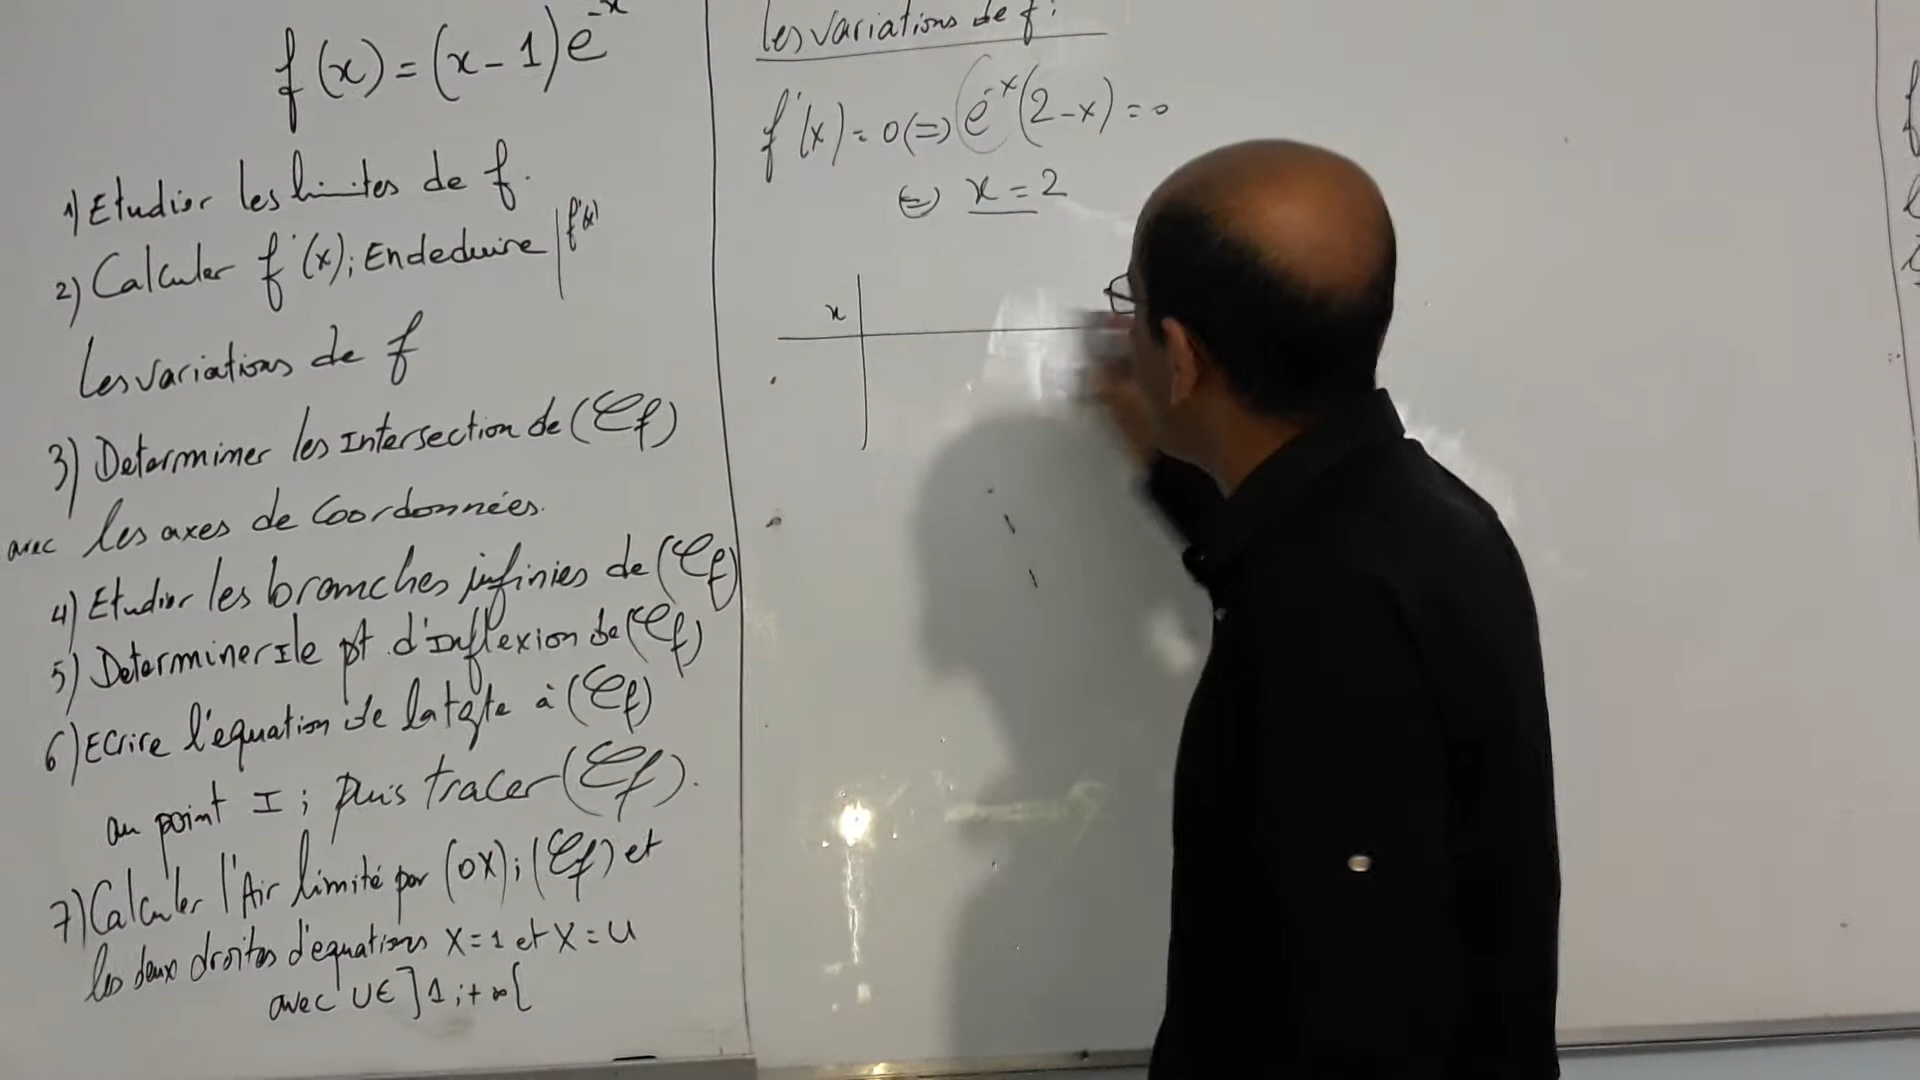 f(x) = (x-1)e^-x
1) Etudier les limites de f.
2) Calculer f'(x); En deduire | f'(x)
les variations de f
3) Determiner les Intersection de (Cf)
avec les axes de Coordonnées.
4) Etudier les branches infinies de (Cf)
5) Determiner I le pt d'Inflexion de (Cf)
6) Ecrire l'équation de la tgte à (Cf)
au point I ; puis tracer (Cf).
7) Calculer l'Air limité par (OX); (Cf) et
les deux droites d'equations X=1 et X=U
avec U∈]1;+∞[
les variations de f :
f'(x) = 0 (=) e^-x(2-x) = 0
(=) x = 2
x